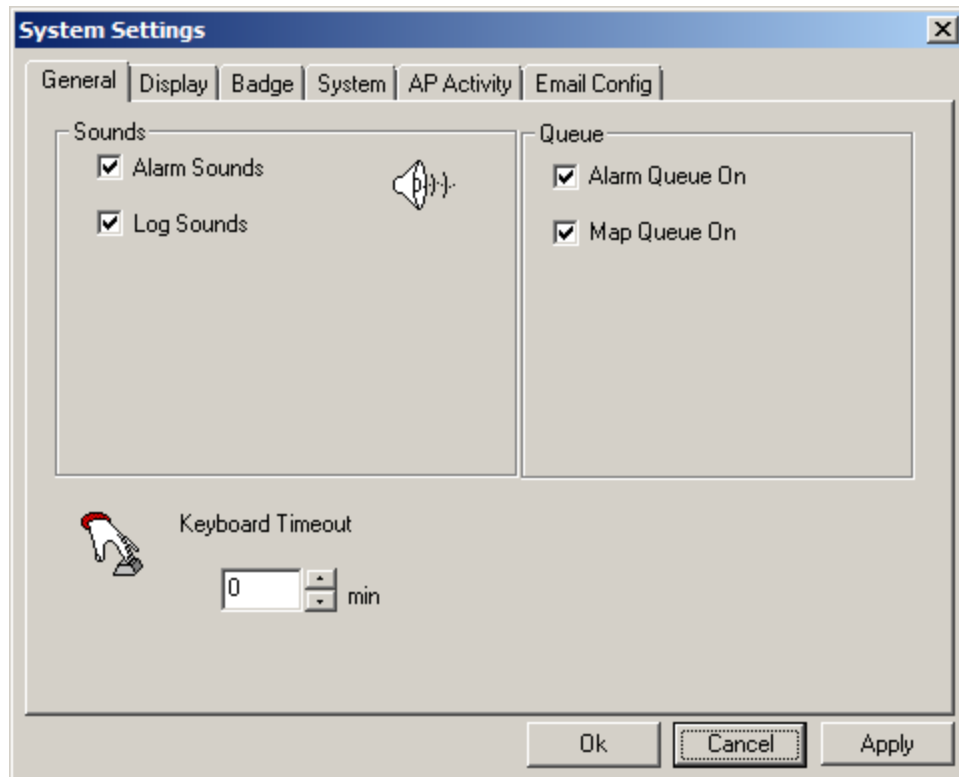 System Settings
General Display Badge System AP Activity Email Config
Sounds
Alarm Sounds
Log Sounds
Queue
Alarm Queue On
Map Queue On
Keyboard Timeout
0 min
Ok Cancel Apply